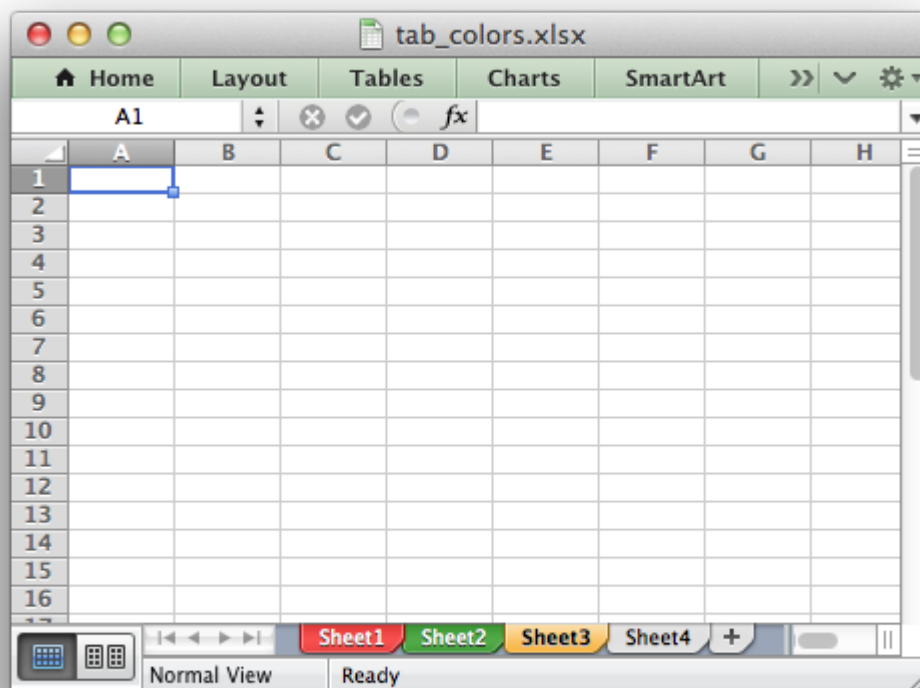 tab_colors.xlsx
Home Layout Tables Charts SmartArt
A1 fx
A B C D E F G H
1
2
3
4
5
6
7
8
9
10
11
12
13
14
15
16
17
Sheet1 Sheet2 Sheet3 Sheet4 +
Normal View Ready